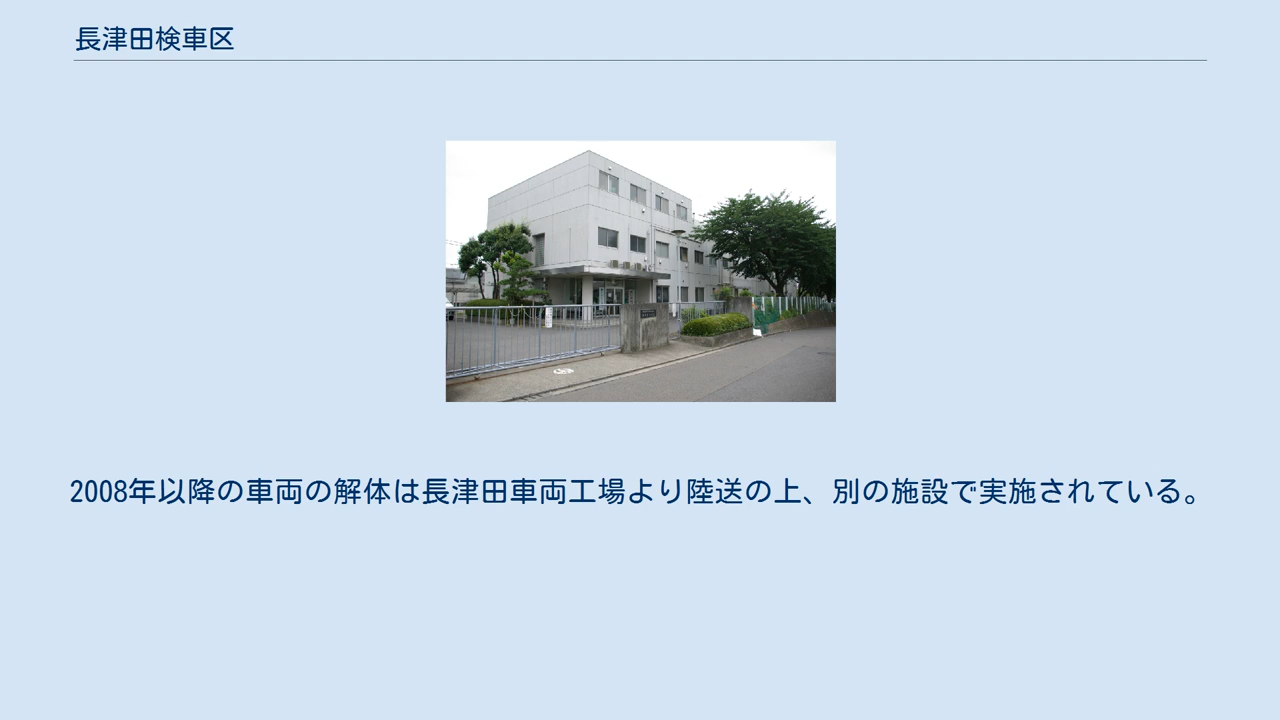 長津田検車区
2008年以降の車両の解体は長津田車両工場より陸送の上、別の施設で実施されている。